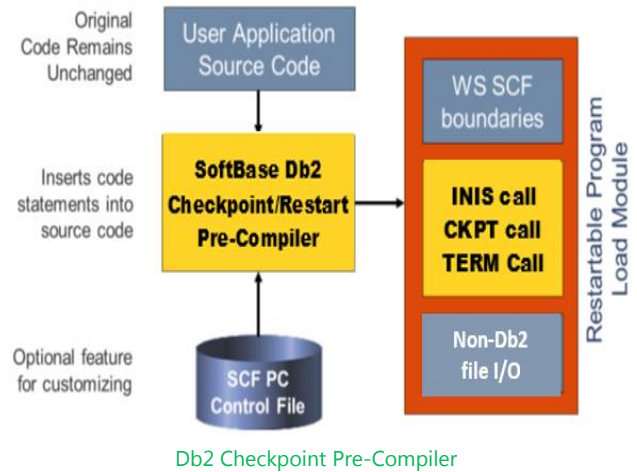 Original
Code Remains
Unchanged
User Application
Source Code
Inserts code
statements into
source code
SoftBase Db2
Checkpoint/Restart
Pre-Compiler
Optional feature
for customizing
SCF PC
Control File
WS SCF
boundaries
INIS call
CKPT call
TERM Call
Non-Db2
file I/O
Restartable Program
Load Module
Db2 Checkpoint Pre-Compiler